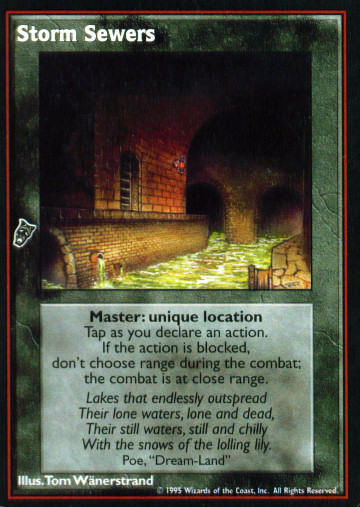 Storm Sewers
Master: unique location
Tap as you declare an action.
If the action is blocked,
don't choose range during the combat;
the combat is at close range.
Lakes that endlessly outspread
Their lone waters, lone and dead,
Their still waters, still and chilly
With the snows of the lolling lily.
Poe, "Dream-Land"
Illus. Tom Wänerstrand
© 1995 Wizards of the Coast, Inc. All Rights Reserved.